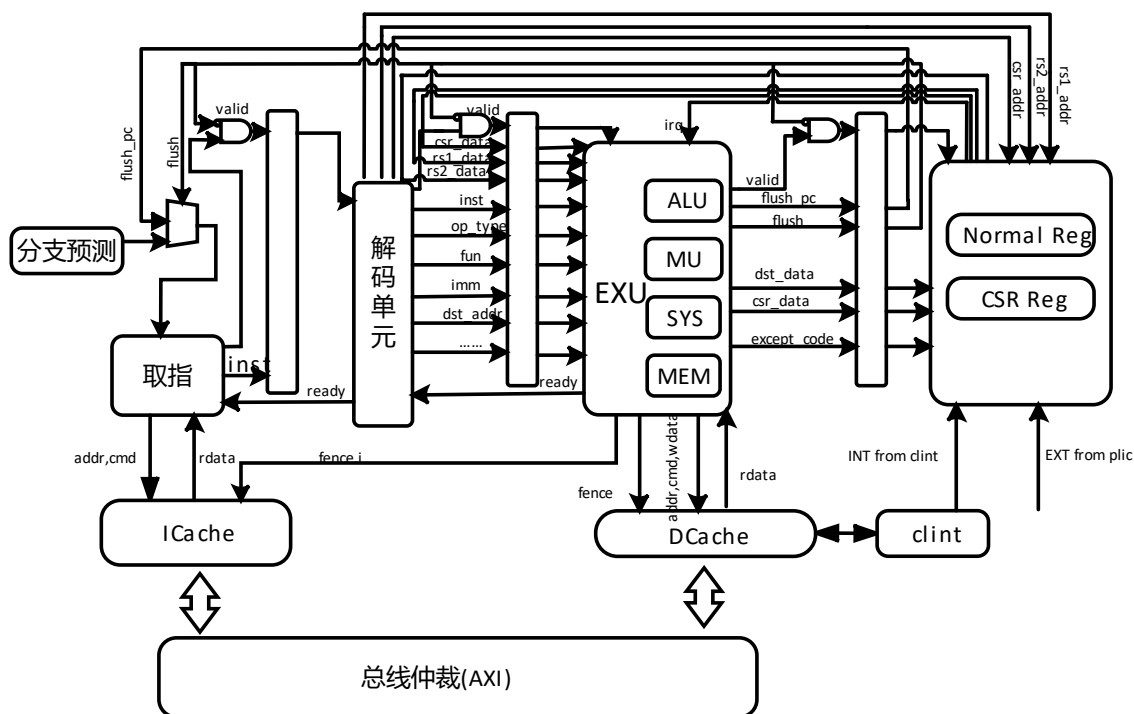 rs1_addr
rs2_addr
csr_addr
flush_pc
flush
valid
valid
csr_data
rs1_data
rs2_data
irq
valid
flush_pc
flush
分支预测
取指
inst
解码单元
inst
op_type
fun
imm
dst_addr
......
ready
ready
EXU
ALU
MU
SYS
MEM
dst_data
csr_data
except_code
Normal Reg
CSR Reg
addr,cmd
rdata
fence.i
fence
addr,cmd,wdata
rdata
INT from clint
EXT from plic
ICache
DCache
clint
总线仲裁(AXI)